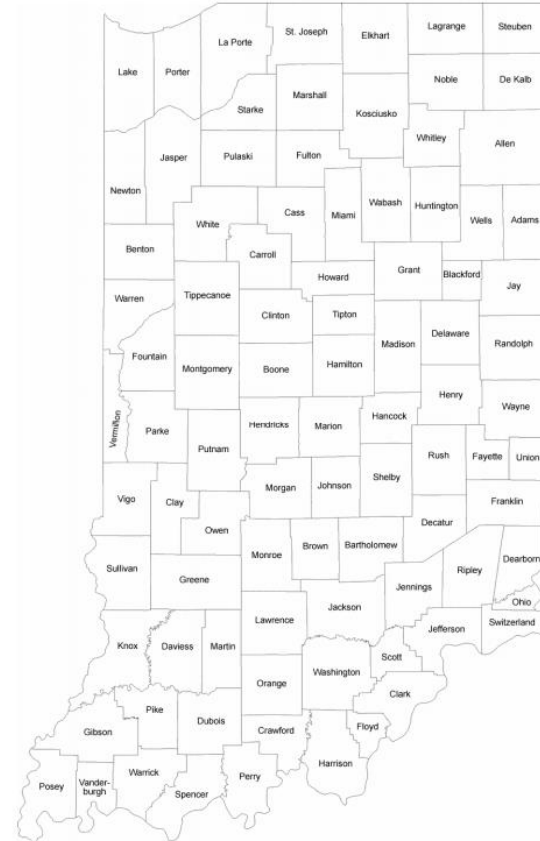 La Porte
St. Joseph
Elkhart
Lagrange
Steuben
Lake
Porter
Noble
De Kalb
Starke
Marshall
Kosciusko
Whitley
Allen
Jasper
Pulaski
Fulton
Newton
White
Cass
Miami
Wabash
Huntington
Wells
Adams
Benton
Carroll
Howard
Grant
Blackford
Jay
Warren
Tippecanoe
Clinton
Tipton
Madison
Delaware
Randolph
Fountain
Montgomery
Boone
Hamilton
Henry
Wayne
Vermillion
Parke
Putnam
Hendricks
Marion
Hancock
Rush
Fayette
Union
Vigo
Clay
Morgan
Johnson
Shelby
Franklin
Owen
Decatur
Sullivan
Greene
Monroe
Brown
Bartholomew
Jennings
Ripley
Dearborn
Ohio
Lawrence
Jackson
Jefferson
Switzerland
Knox
Daviess
Martin
Washington
Scott
Orange
Clark
Pike
Dubois
Crawford
Floyd
Gibson
Harrison
Posey
Vander-
burgh
Warrick
Spencer
Perry